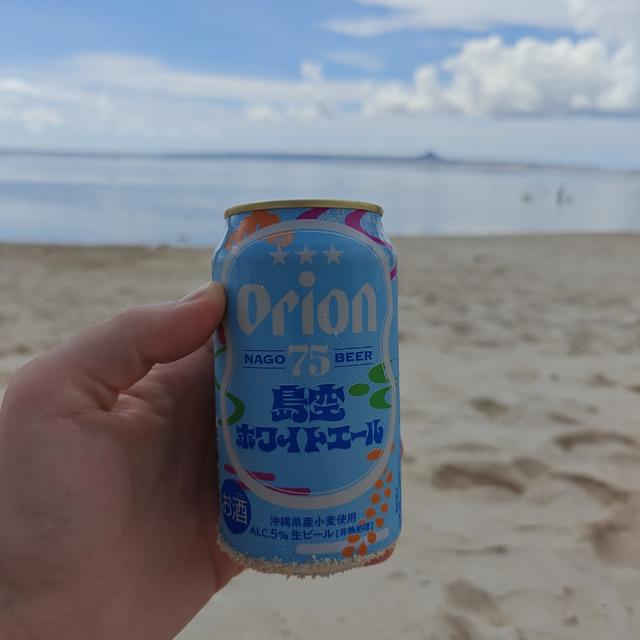 Orion
NAGO 75 BEER
島空
ホワイトエール
お酒
沖縄県産小麦使用
ALC.5% 生ビール [非熱処理]